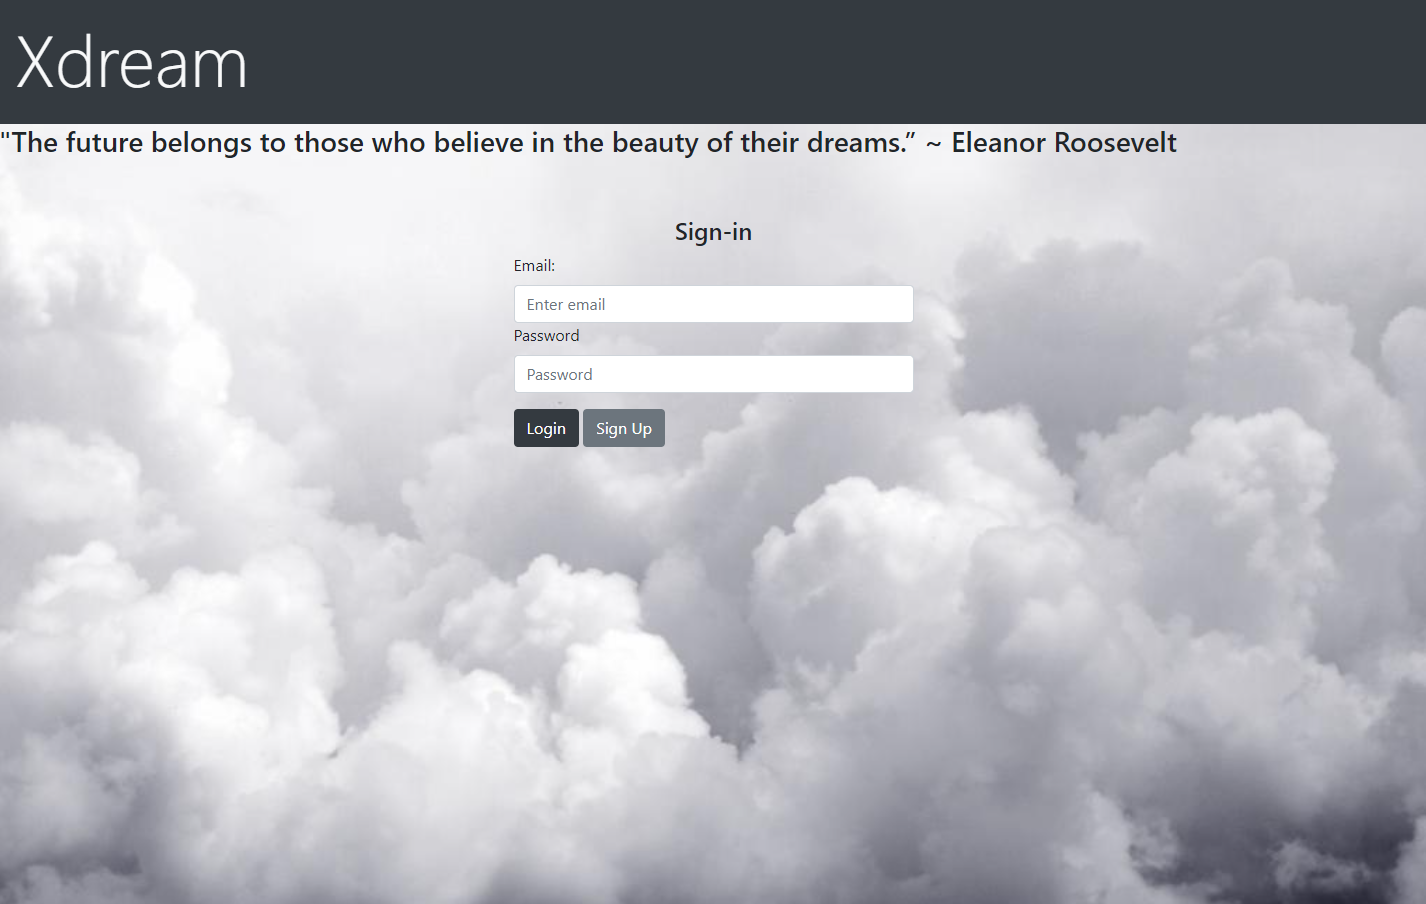 Xdream
"The future belongs to those who believe in the beauty of their dreams.” ~ Eleanor Roosevelt
Sign-in
Email:
Enter email
Password
Password
Login Sign Up